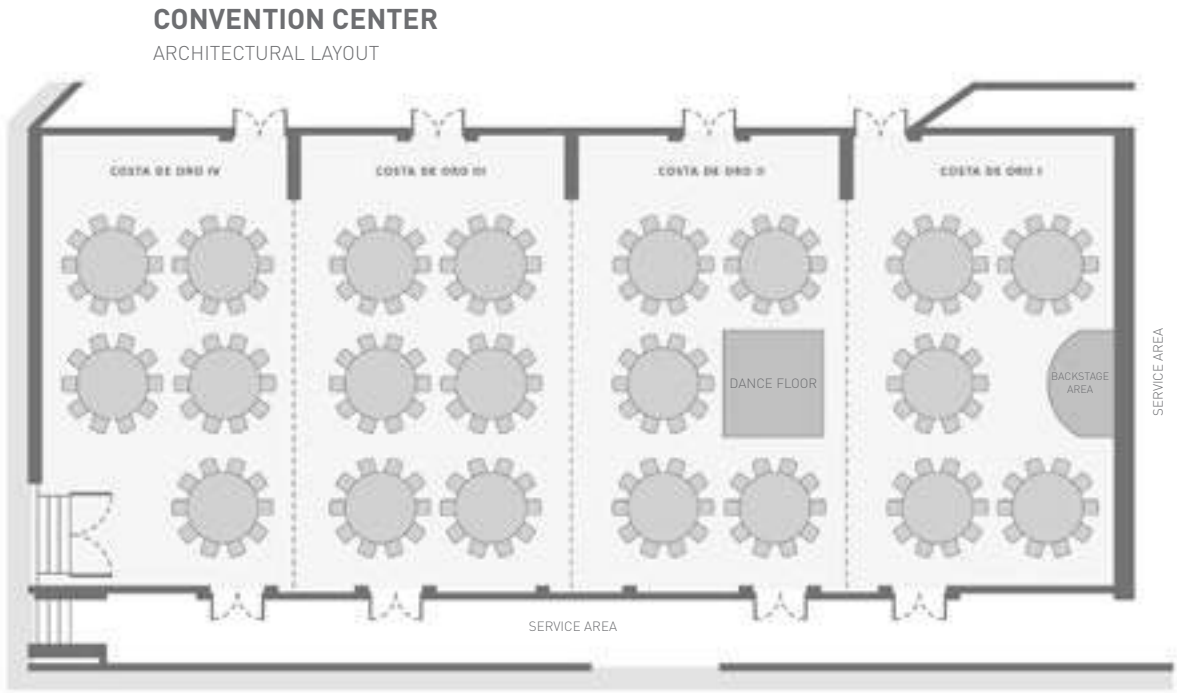 CONVENTION CENTER
ARCHITECTURAL LAYOUT
COSTA DE ORO IV
COSTA DE ORO III
COSTA DE ORO II
COSTA DE ORO I
DANCE FLOOR
BACKSTAGE
AREA
SERVICE AREA
SERVICE AREA